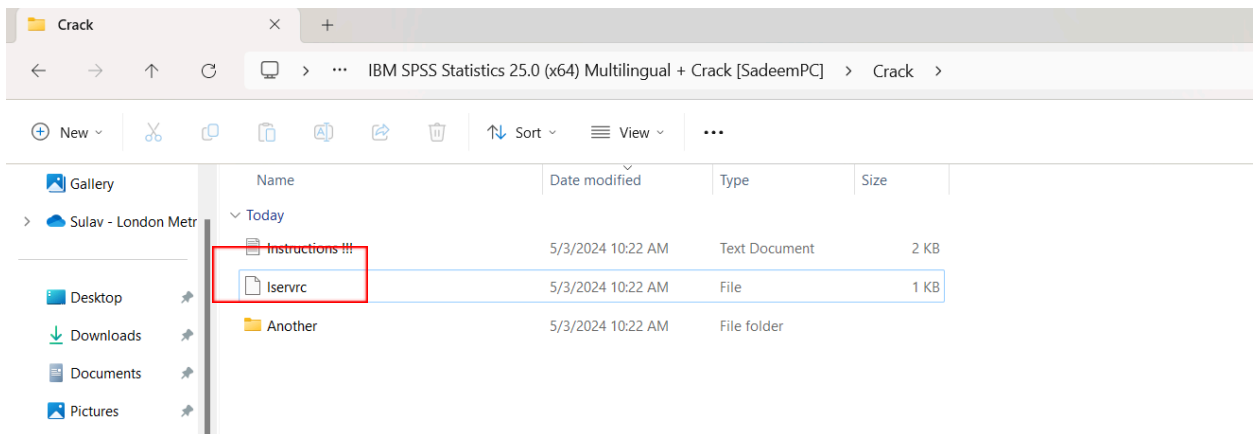 Crack
IBM SPSS Statistics 25.0 (x64) Multilingual + Crack [SadeemPC] > Crack >
New Sort View
Name Date modified Type Size
Gallery
Sulav - London Metr
Today
Instructions !!! 5/3/2024 10:22 AM Text Document 2 KB
lservrc 5/3/2024 10:22 AM File 1 KB
Desktop
Another 5/3/2024 10:22 AM File folder
Downloads
Documents
Pictures